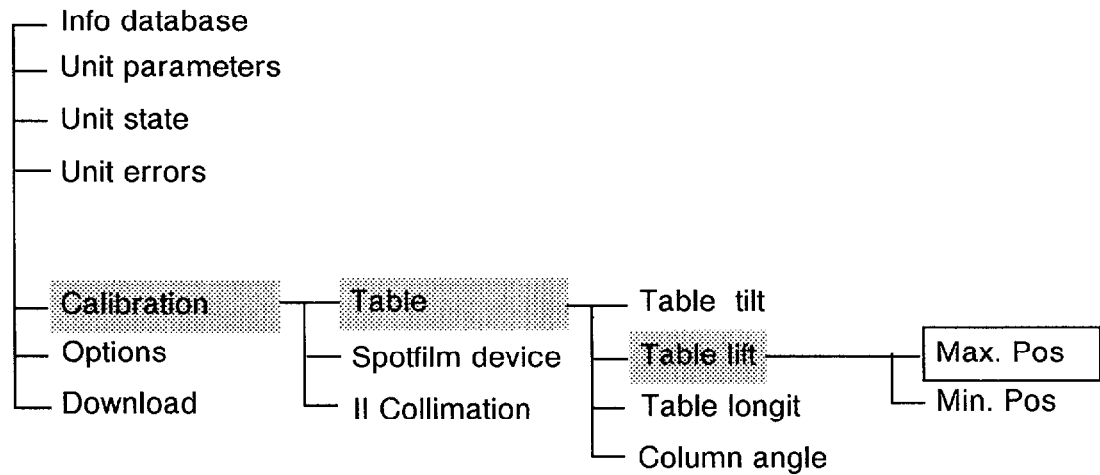 Info database
Unit parameters
Unit state
Unit errors
Calibration
Options
Download
Table
Spotfilm device
II Collimation
Table tilt
Table lift
Table longit
Column angle
Max. Pos
Min. Pos